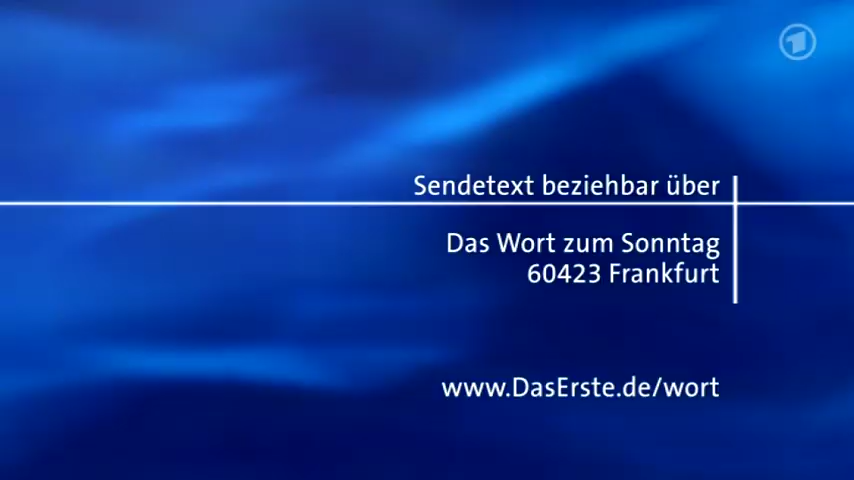 Sendetext beziehbar über
Das Wort zum Sonntag
60423 Frankfurt
www.DasErste.de/wort